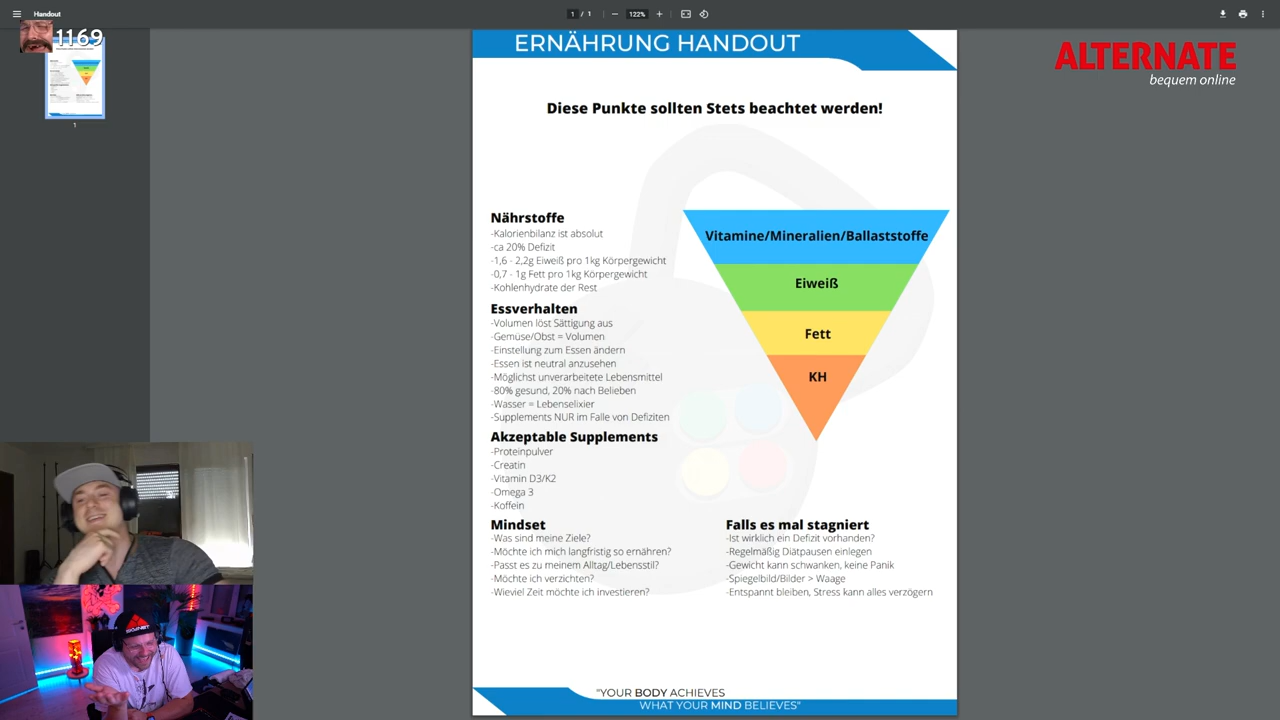 Handout
1 / 1
122%
1169
1
ALTERNATE
bequem online
ERNÄHRUNG HANDOUT
Diese Punkte sollten Stets beachtet werden!
Nährstoffe
-Kalorienbilanz ist absolut
-ca 20% Defizit
-1,6 - 2,2g Eiweiß pro 1kg Körpergewicht
-0,7 - 1g Fett pro 1kg Körpergewicht
-Kohlenhydrate der Rest
Essverhalten
-Volumen löst Sättigung aus
-Gemüse/Obst = Volumen
-Einstellung zum Essen ändern
-Essen ist neutral anzusehen
-Möglichst unverarbeitete Lebensmittel
-80% gesund, 20% nach Belieben
-Wasser = Lebenselixier
-Supplements NUR im Falle von Defiziten
Akzeptable Supplements
-Proteinpulver
-Creatin
-Vitamin D3/K2
-Omega 3
-Koffein
Mindset
-Was sind meine Ziele?
-Möchte ich mich langfristig so ernähren?
-Passt es zu meinem Alltag/Lebensstil?
-Möchte ich verzichten?
-Wieviel Zeit möchte ich investieren?
Vitamine/Mineralien/Ballaststoffe
Eiweiß
Fett
KH
Falls es mal stagniert
-Ist wirklich ein Defizit vorhanden?
-Regelmäßig Diätpausen einlegen
-Gewicht kann schwanken, keine Panik
-Spiegelbild/Bilder > Waage
-Entspannt bleiben, Stress kann alles verzögern
"YOUR BODY ACHIEVES
WHAT YOUR MIND BELIEVES"